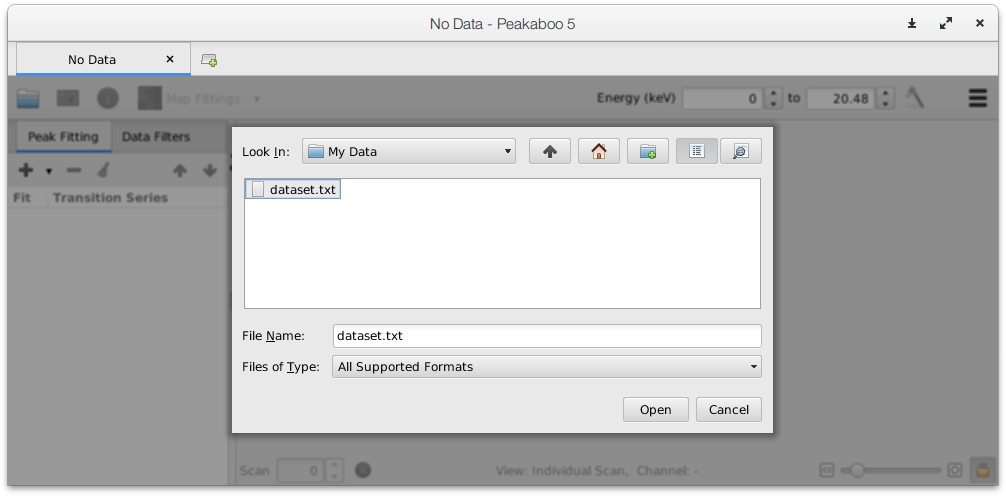 No Data - Peakaboo 5
No Data
Map Fittings
Energy (keV) 0 to 20.48
Peak Fitting Data Filters
Fit Transition Series
Look In: My Data
dataset.txt
File Name: dataset.txt
Files of Type: All Supported Formats
Open Cancel
Scan 0 View: Individual Scan, Channel: -